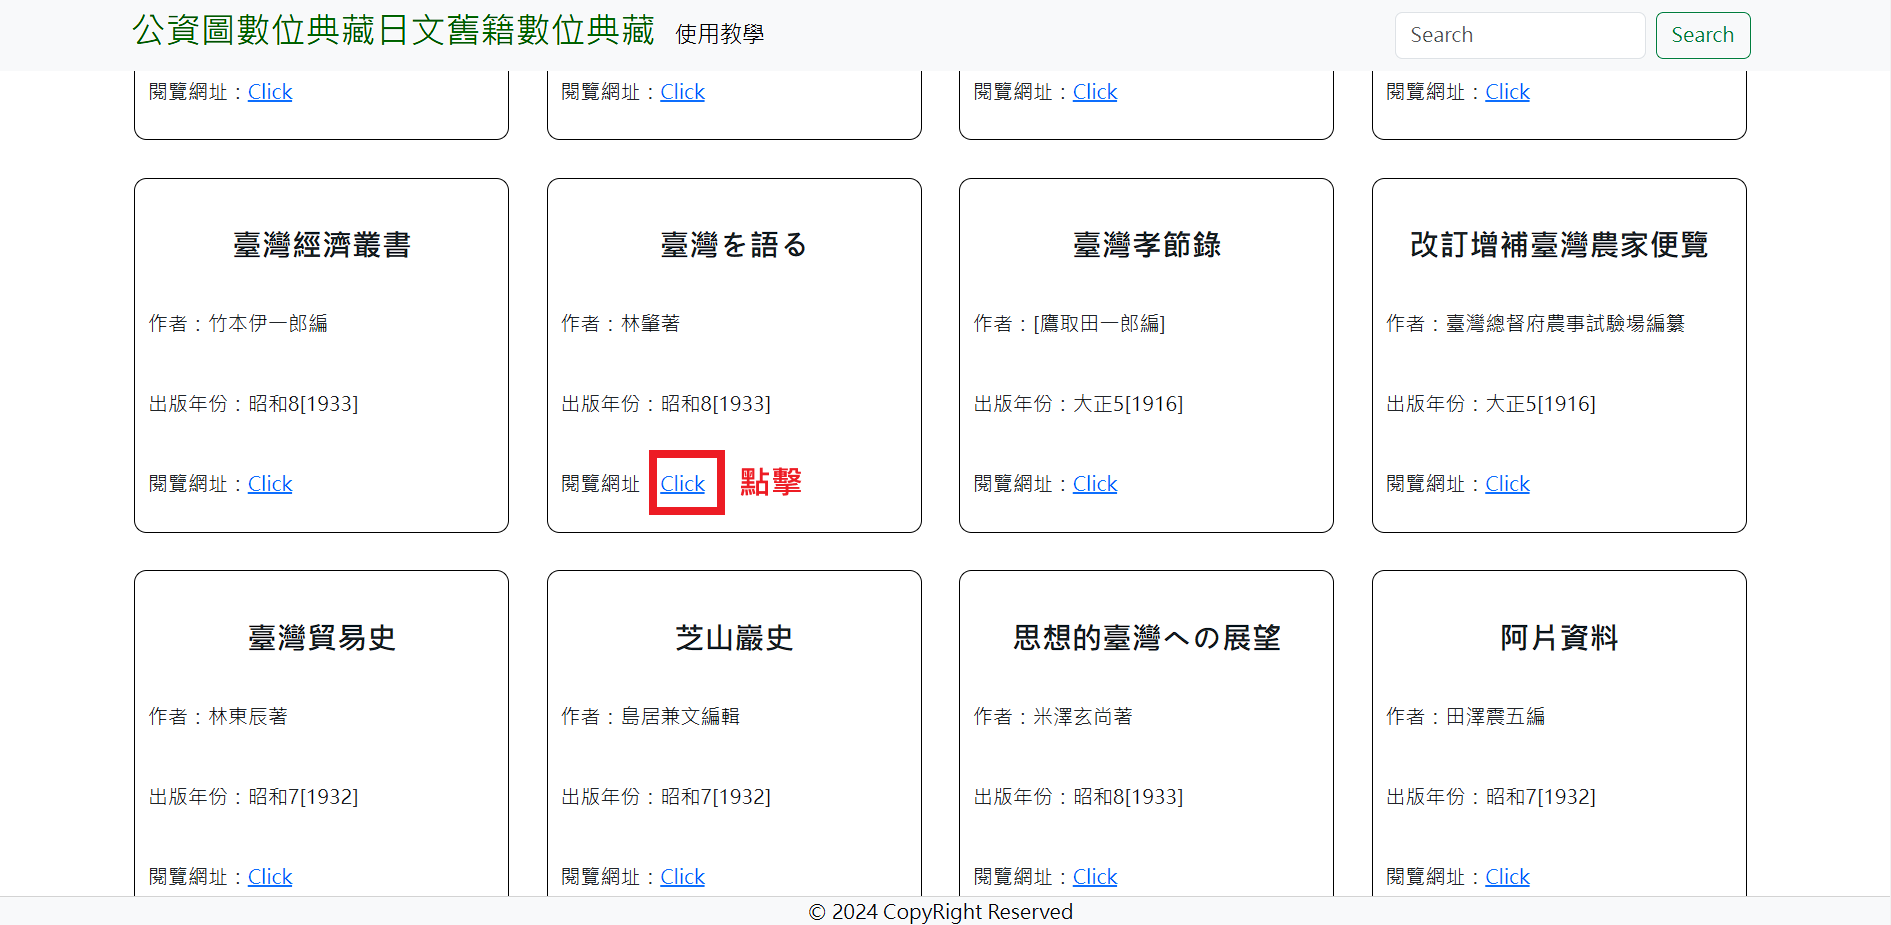 公資圖數位典藏日文舊籍數位典藏 使用教學 Search Search
閱覽網址：Click 閱覽網址：Click 閱覽網址：Click 閱覽網址：Click
臺灣經濟叢書
作者：竹本伊一郎編
出版年份：昭和8[1933]
閱覽網址：Click
臺灣を語る
作者：林肇著
出版年份：昭和8[1933]
閱覽網址 Click 點擊
臺灣孝節錄
作者：[鷹取田一郎編]
出版年份：大正5[1916]
閱覽網址：Click
改訂增補臺灣農家便覽
作者：臺灣總督府農事試驗場編纂
出版年份：大正5[1916]
閱覽網址：Click
臺灣貿易史
作者：林東辰著
出版年份：昭和7[1932]
閱覽網址：Click
芝山巖史
作者：島居兼文編輯
出版年份：昭和7[1932]
閱覽網址：Click
思想的臺灣への展望
作者：米澤玄尚著
出版年份：昭和8[1933]
閱覽網址：Click
阿片資料
作者：田澤震五編
出版年份：昭和7[1932]
閱覽網址：Click
© 2024 CopyRight Reserved